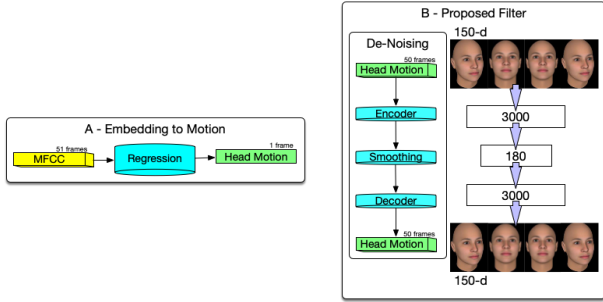 A - Embedding to Motion
51 frames
MFCC
Regression
1 frame
Head Motion
B - Proposed Filter
De-Noising
50 frames
Head Motion
Encoder
Smoothing
Decoder
50 frames
Head Motion
150-d
3000
180
3000
150-d